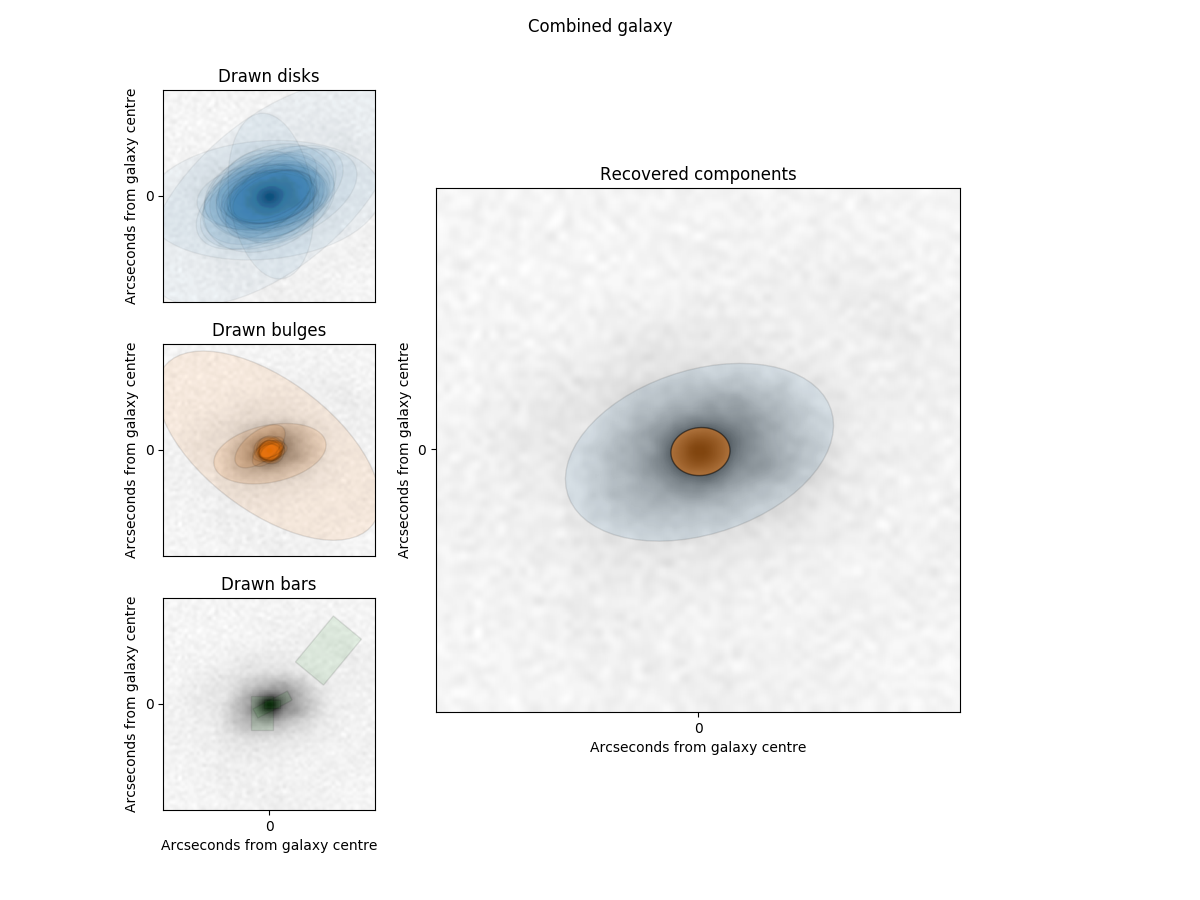 Combined galaxy
Drawn disks
Arcseconds from galaxy centre
0
Drawn bulges
Arcseconds from galaxy centre
0
Drawn bars
Arcseconds from galaxy centre
0
0
Arcseconds from galaxy centre
Recovered components
Arcseconds from galaxy centre
0
0
Arcseconds from galaxy centre